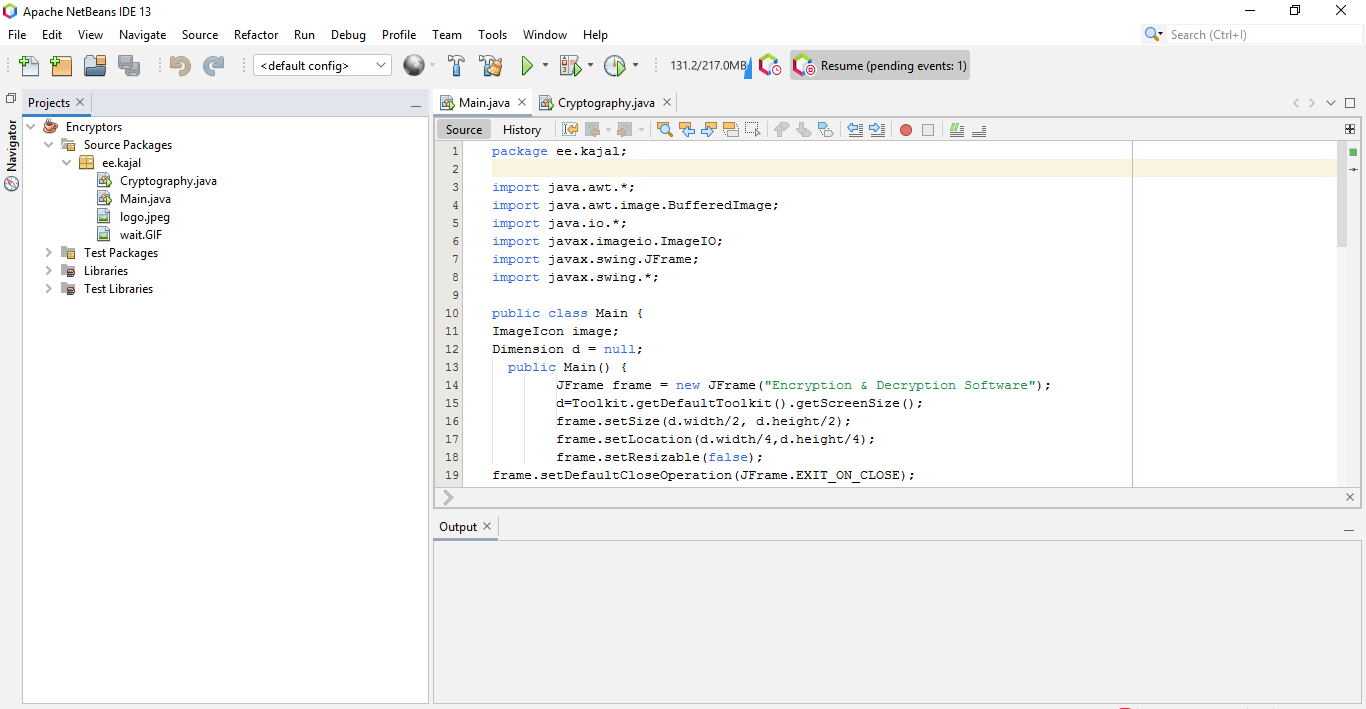 Apache NetBeans IDE 13
File Edit View Navigate Source Refactor Run Debug Profile Team Tools Window Help
Search (Ctrl+I)
<default config>
131.2/217.0MB
Resume (pending events: 1)
Navigator
Projects
Encryptors
Source Packages
ee.kajal
Cryptography.java
Main.java
logo.jpeg
wait.GIF
Test Packages
Libraries
Test Libraries
Main.java Cryptography.java
Source History
1 package ee.kajal;
2
3 import java.awt.*;
4 import java.awt.image.BufferedImage;
5 import java.io.*;
6 import javax.imageio.ImageIO;
7 import javax.swing.JFrame;
8 import javax.swing.*;
9
10 public class Main {
11 ImageIcon image;
12 Dimension d = null;
13 public Main() {
14 JFrame frame = new JFrame("Encryption & Decryption Software");
15 d=Toolkit.getDefaultToolkit().getScreenSize();
16 frame.setSize(d.width/2, d.height/2);
17 frame.setLocation(d.width/4,d.height/4);
18 frame.setResizable(false);
19 frame.setDefaultCloseOperation(JFrame.EXIT_ON_CLOSE);
Output